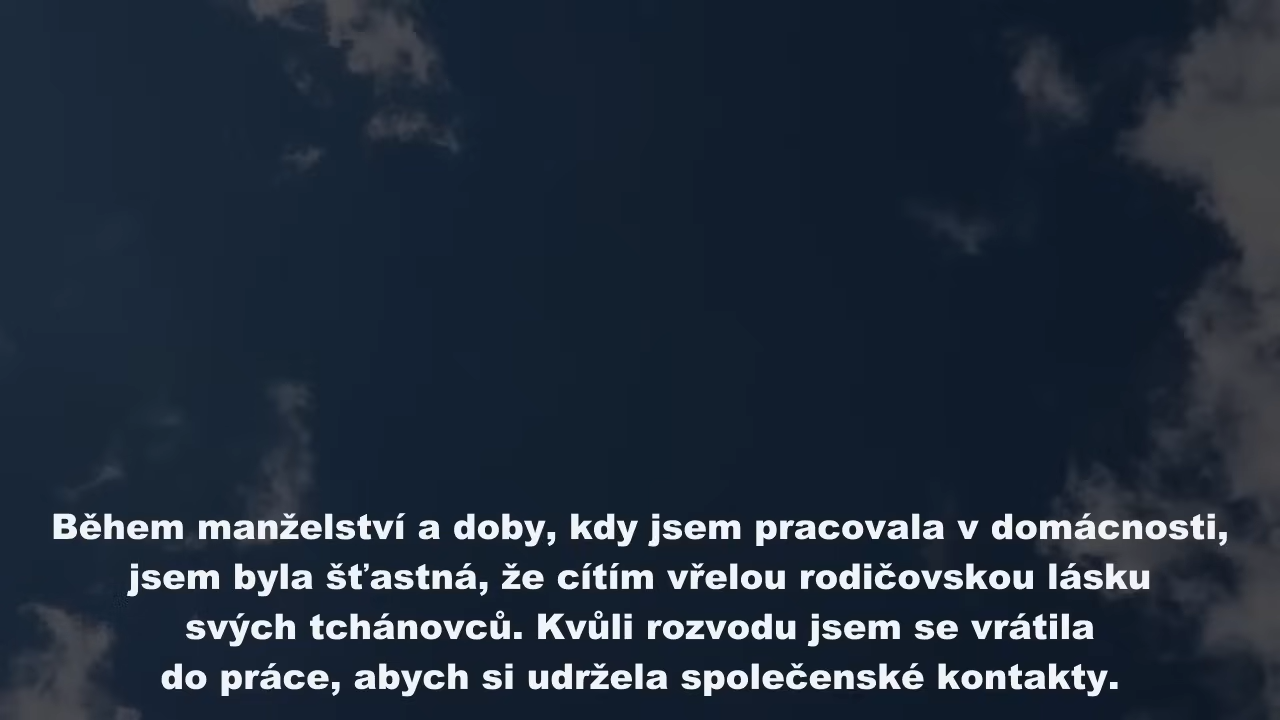 Během manželství a doby, kdy jsem pracovala v domácnosti,
jsem byla šťastná, že cítím vřelou rodičovskou lásku
svých tchánovců. Kvůli rozvodu jsem se vrátila
do práce, abych si udržela společenské kontakty.